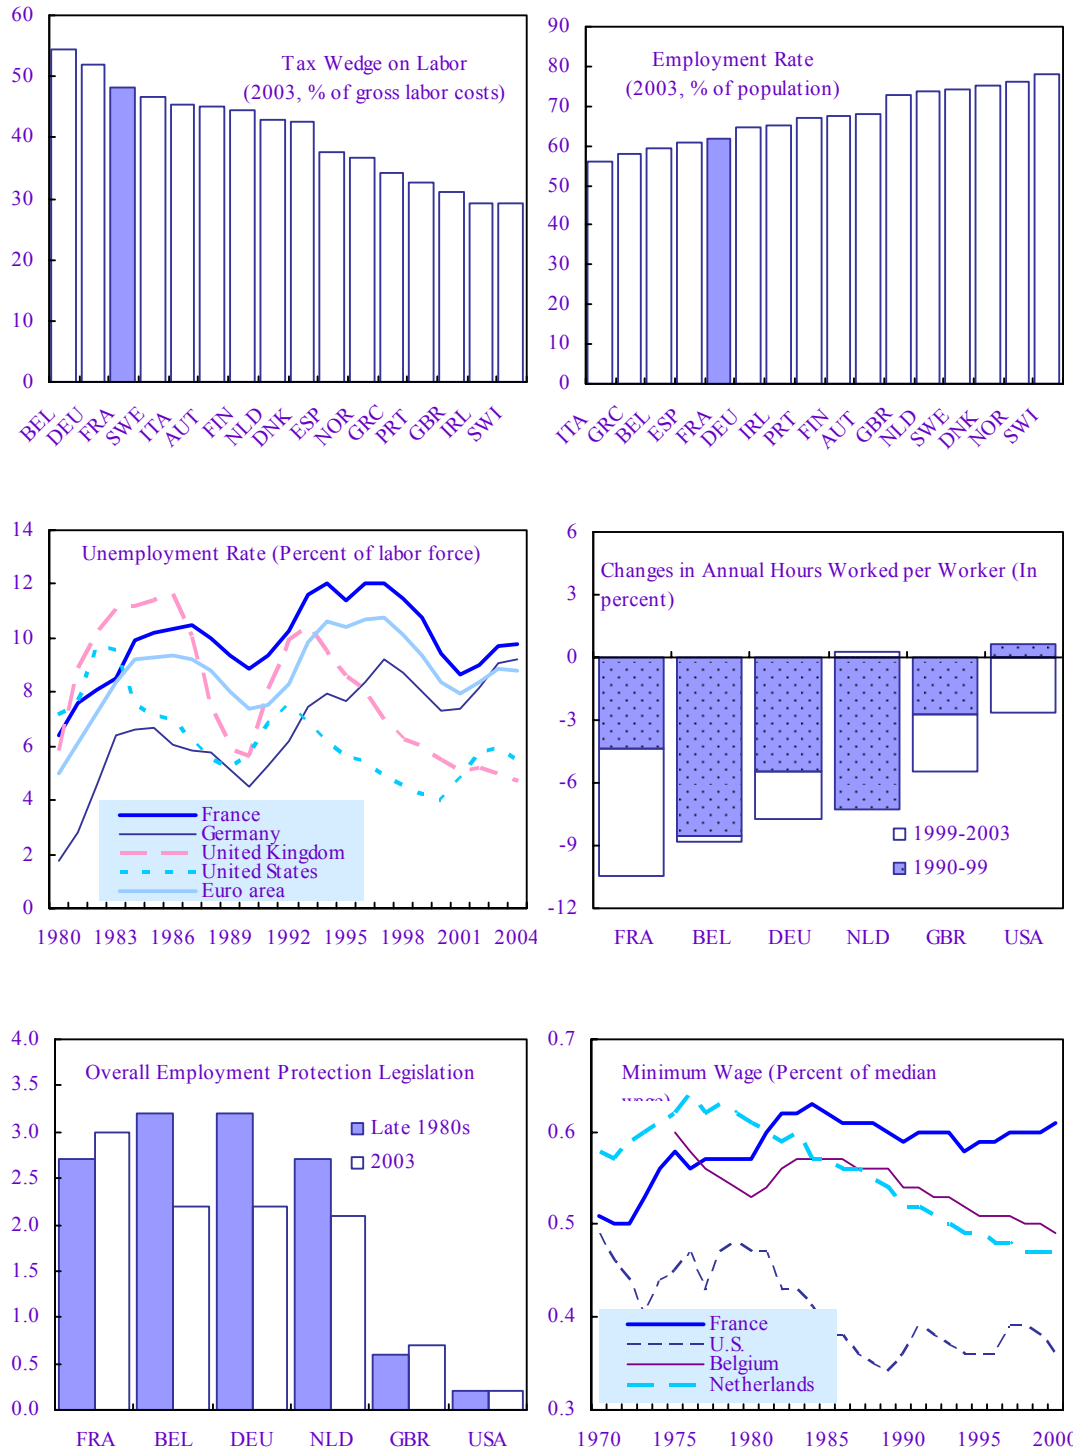 60
50
40
30
20
10
0
Tax Wedge on Labor
(2003, % of gross labor costs)
BEL DEU FRA SWE ITA AUT FIN NLD DNK ESP NOR GRC PRT GBR IRL SWI
90
80
70
60
50
40
30
20
10
0
Employment Rate
(2003, % of population)
ITA GRC BEL ESP FRA DEU IRL PRT FIN AUT GBR NLD SWE DNK NOR SWI
14
12
10
8
6
4
2
0
Unemployment Rate (Percent of labor force)
France
Germany
United Kingdom
United States
Euro area
1980 1983 1986 1989 1992 1995 1998 2001 2004
6
3
0
-3
-6
-9
-12
Changes in Annual Hours Worked per Worker (In
percent)
1999-2003
1990-99
FRA BEL DEU NLD GBR USA
4.0
3.5
3.0
2.5
2.0
1.5
1.0
0.5
0.0
Overall Employment Protection Legislation
Late 1980s
2003
FRA BEL DEU NLD GBR USA
0.7
0.6
0.5
0.4
0.3
Minimum Wage (Percent of median
wage)
France
U.S.
Belgium
Netherlands
1970 1975 1980 1985 1990 1995 2000